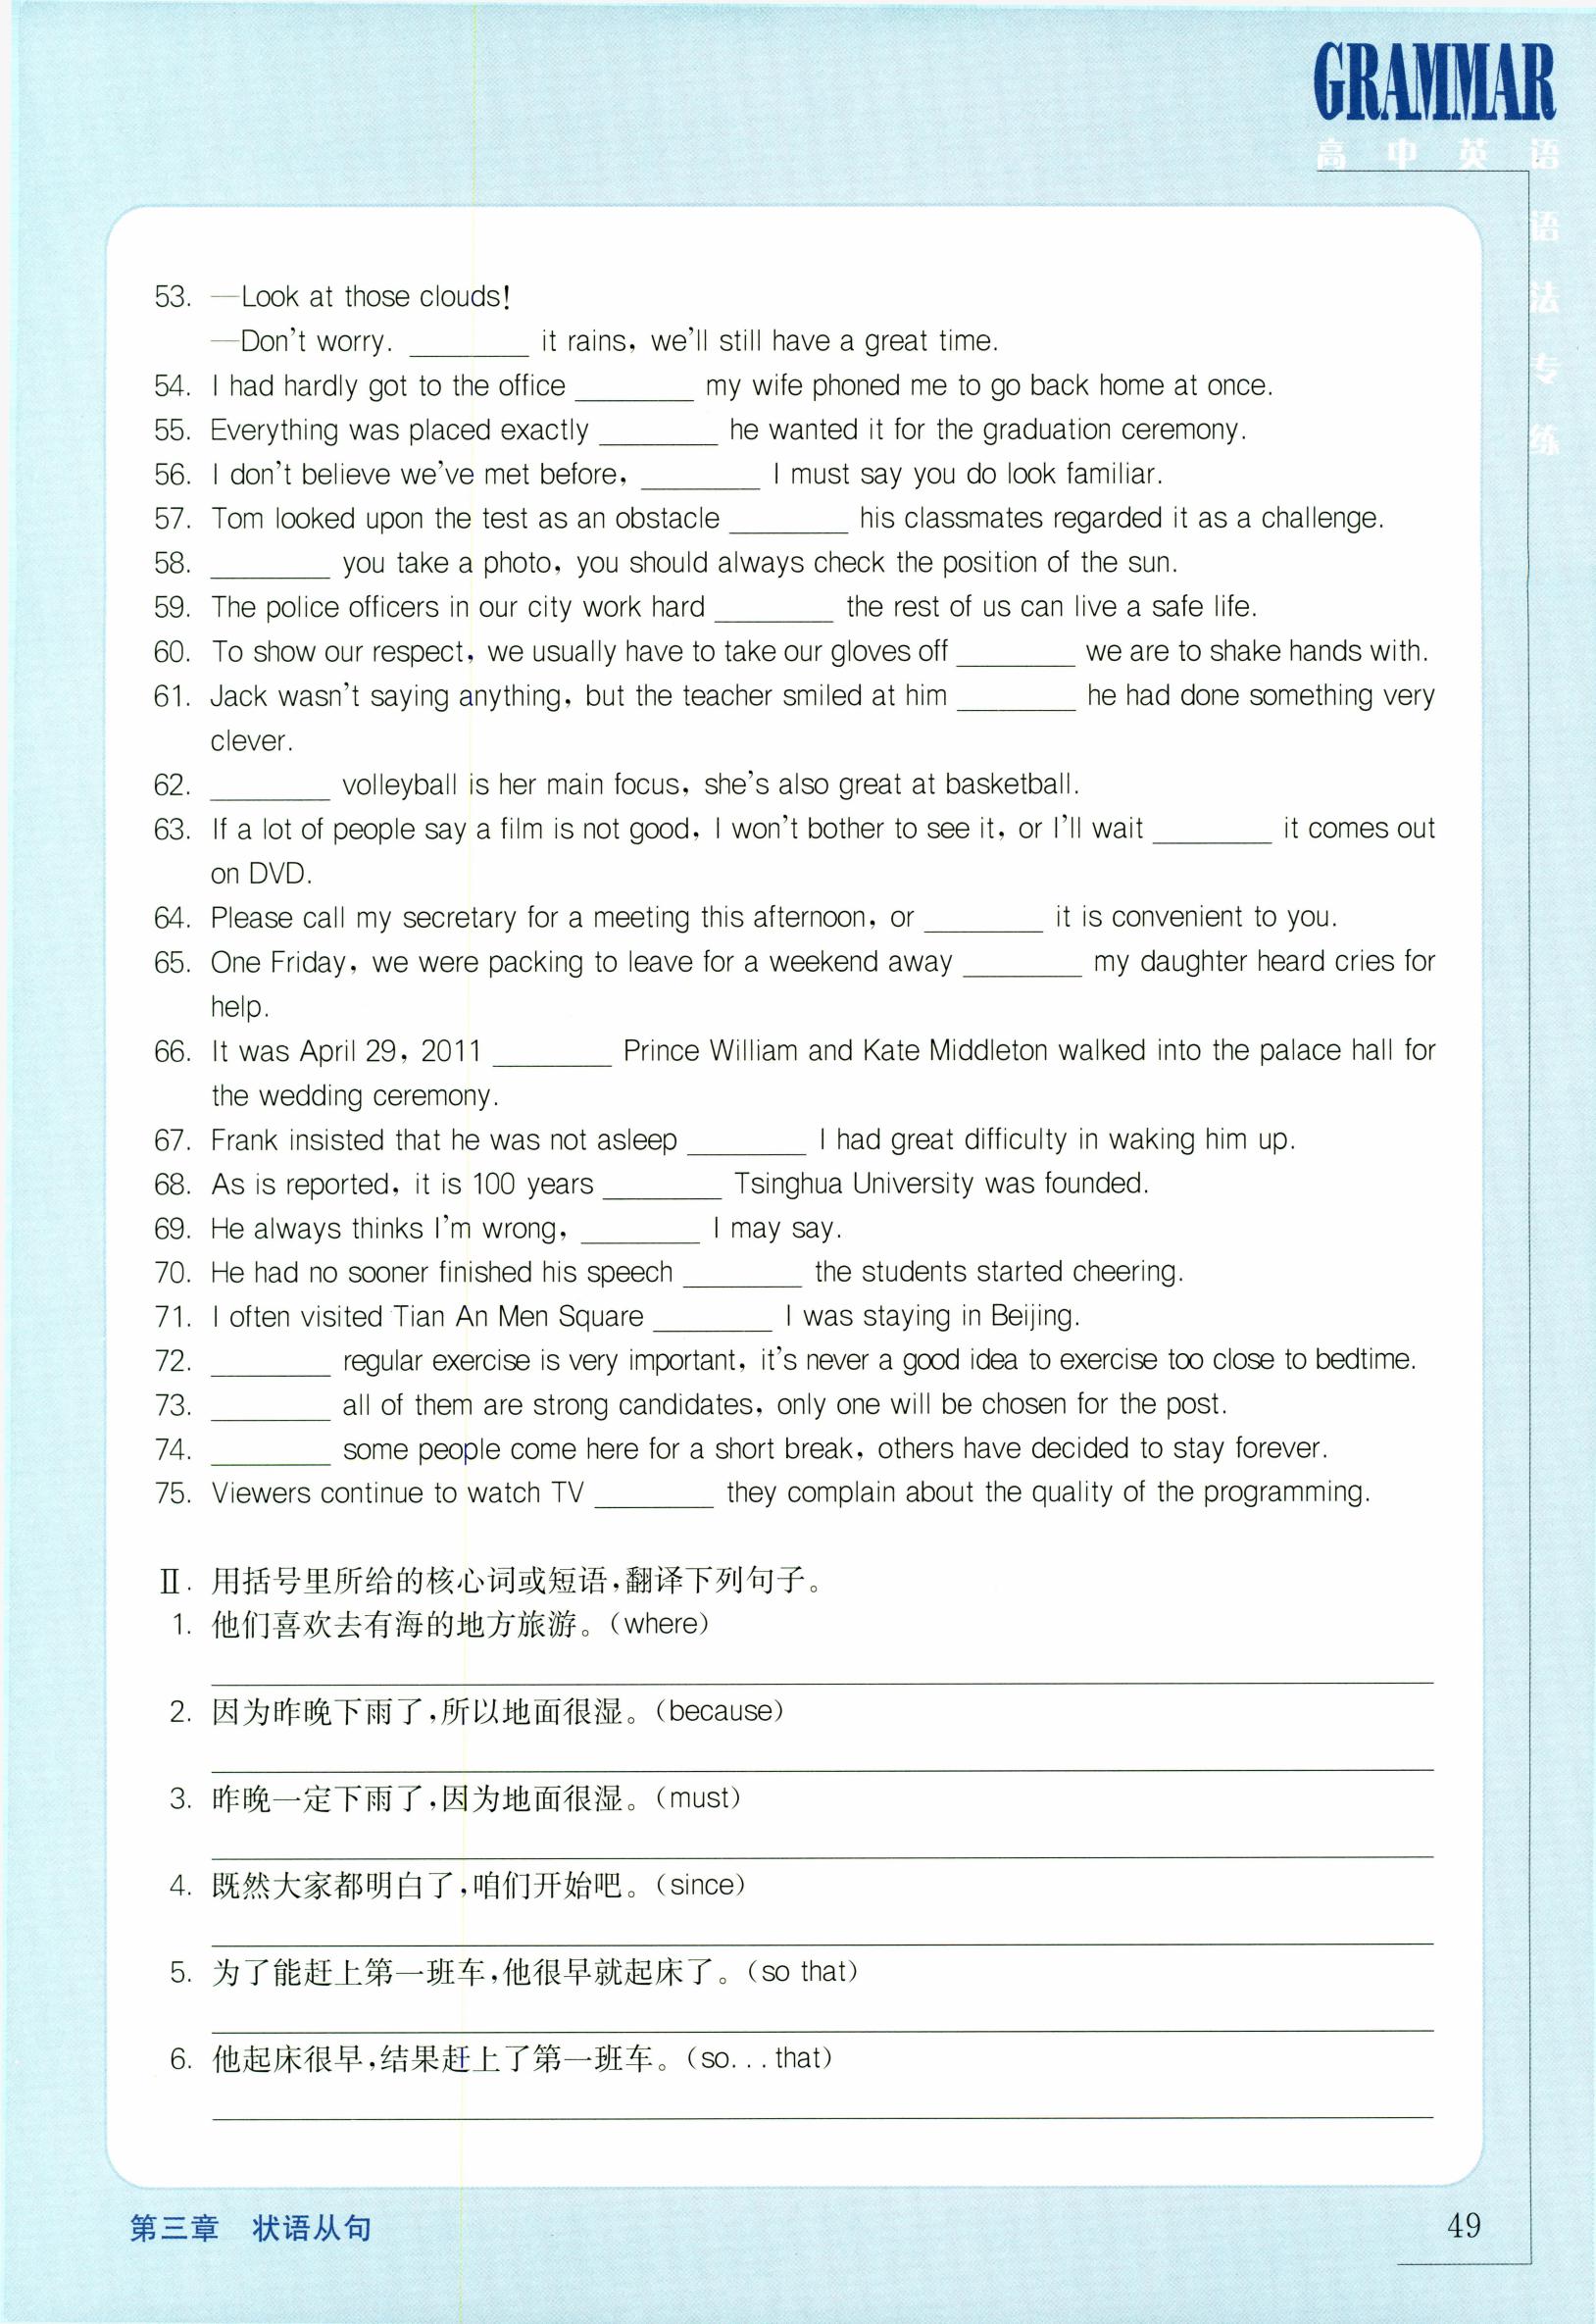 GRAMMAR
高中英语
语法专练
53. —Look at those clouds!
—Don't worry. ________ it rains, we'll still have a great time.
54. I had hardly got to the office ________ my wife phoned me to go back home at once.
55. Everything was placed exactly ________ he wanted it for the graduation ceremony.
56. I don't believe we've met before, ________ I must say you do look familiar.
57. Tom looked upon the test as an obstacle ________ his classmates regarded it as a challenge.
58. ________ you take a photo, you should always check the position of the sun.
59. The police officers in our city work hard ________ the rest of us can live a safe life.
60. To show our respect, we usually have to take our gloves off ________ we are to shake hands with.
61. Jack wasn't saying anything, but the teacher smiled at him ________ he had done something very
clever.
62. ________ volleyball is her main focus, she's also great at basketball.
63. If a lot of people say a film is not good, I won't bother to see it, or I'll wait ________ it comes out
on DVD.
64. Please call my secretary for a meeting this afternoon, or ________ it is convenient to you.
65. One Friday, we were packing to leave for a weekend away ________ my daughter heard cries for
help.
66. It was April 29, 2011 ________ Prince William and Kate Middleton walked into the palace hall for
the wedding ceremony.
67. Frank insisted that he was not asleep ________ I had great difficulty in waking him up.
68. As is reported, it is 100 years ________ Tsinghua University was founded.
69. He always thinks I'm wrong, ________ I may say.
70. He had no sooner finished his speech ________ the students started cheering.
71. I often visited Tian An Men Square ________ I was staying in Beijing.
72. ________ regular exercise is very important, it's never a good idea to exercise too close to bedtime.
73. ________ all of them are strong candidates, only one will be chosen for the post.
74. ________ some people come here for a short break, others have decided to stay forever.
75. Viewers continue to watch TV ________ they complain about the quality of the programming.
Ⅱ. 用括号里所给的核心词或短语,翻译下列句子。
1. 他们喜欢去有海的地方旅游。(where)
2. 因为昨晚下雨了,所以地面很湿。(because)
3. 昨晚一定下雨了,因为地面很湿。(must)
4. 既然大家都明白了,咱们开始吧。(since)
5. 为了能赶上第一班车,他很早就起床了。(so that)
6. 他起床很早,结果赶上了第一班车。(so...that)
第三章 状语从句
49